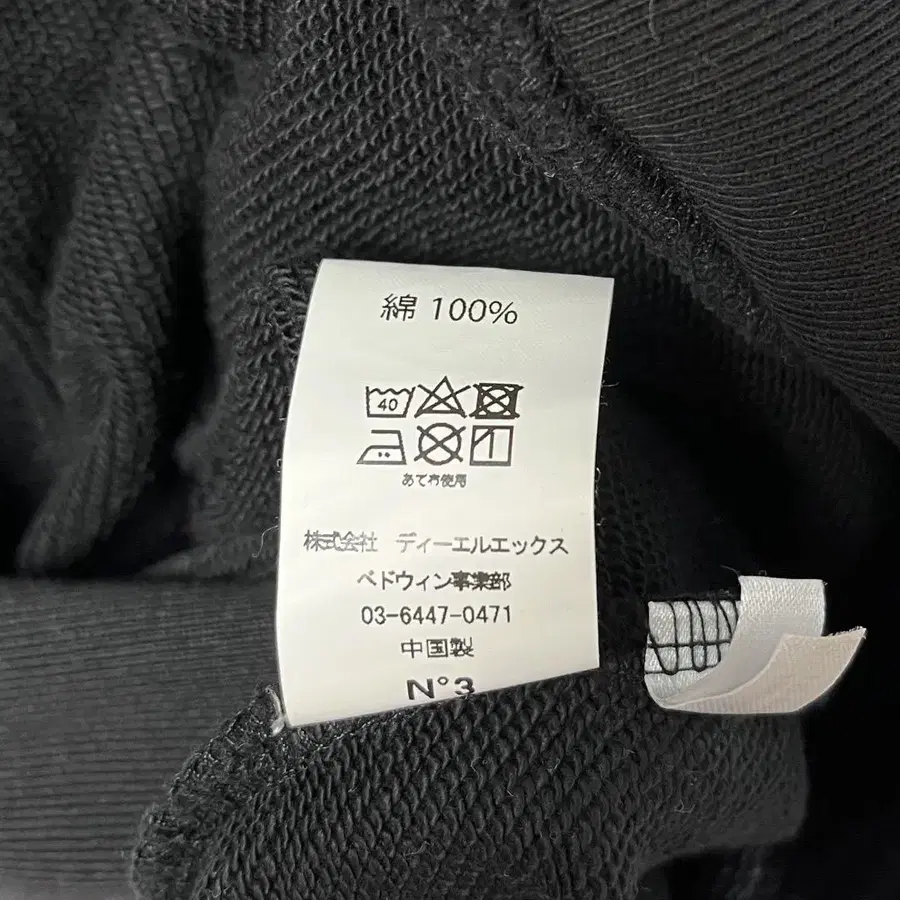 綿 100%
40
あて布使用
株式会社 ディーエルエックス
ベドウィン事業部
03-6447-0471
中国製
N°3